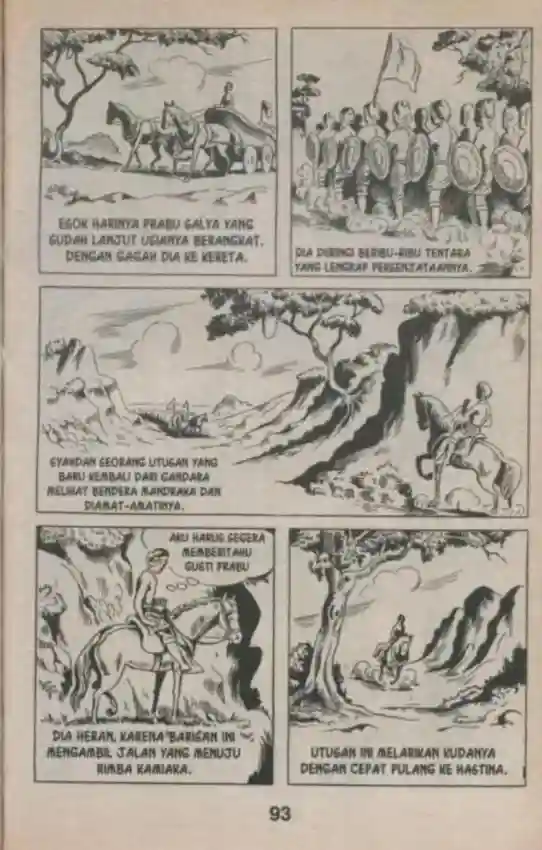 ESOK HARINYA PRABU SALYA YANG
SUDAH LANJUT USIANYA BERANGKAT.
DENGAN GAGAH DIA KE KERETA.
DIA DIIRINGI BERIBU-RIBU TENTARA
YANG LENGKAP PERSENJATAANNYA.
SYAHDAN SEORANG UTUSAN YANG
BARU KEMBALI DARI GANDARA
MELIHAT BENDERA MANDRAKA DAN
DIAMAT-AMATINYA.
AKU HARUS SEGERA
MEMBERITAHU
GUSTI PRABU
DIA HERAN, KARENA BARISAN INI
MENGAMBIL JALAN YANG MENUJU
RIMBA KAMIAKA.
UTUSAN INI MELARIKAN KUDANYA
DENGAN CEPAT PULANG KE HASTINA.
93